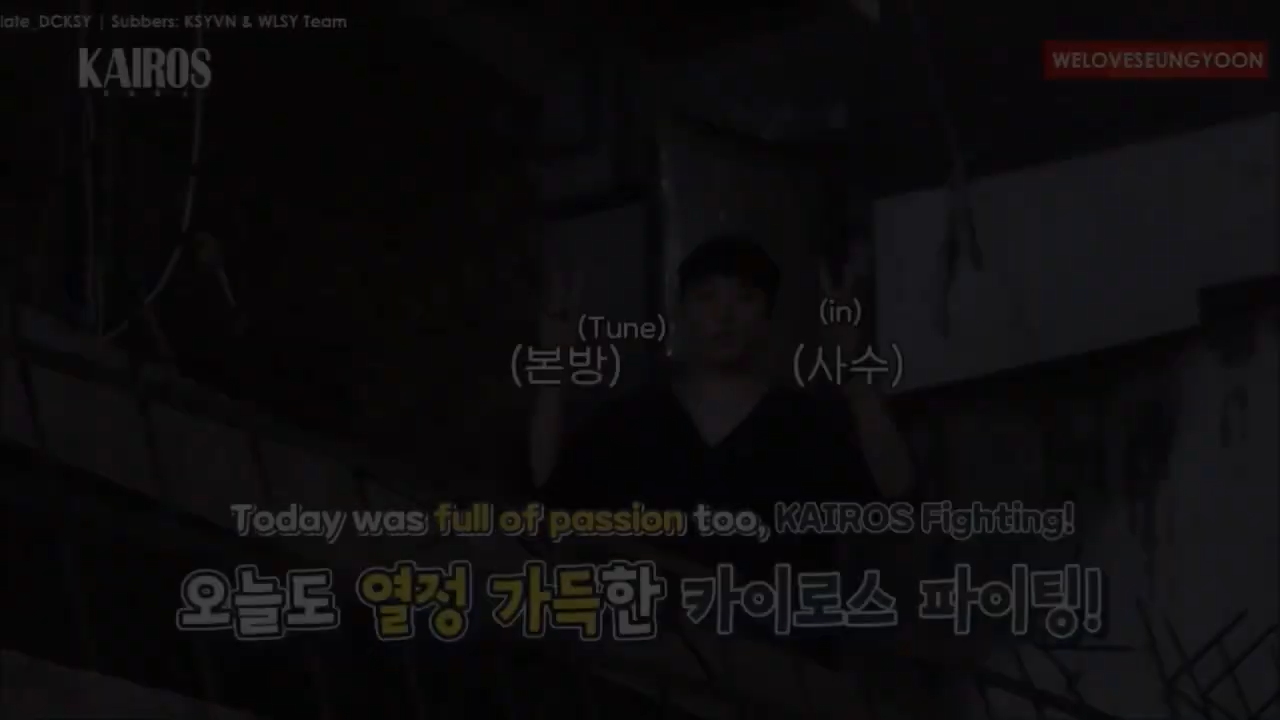 late_DCKSY | Subbers: KSYVN & WLSY Team
KAIROS
WELOVESEUNGYOON
(Tune)
(in)
(본방)
(사수)
Today was full of passion too, KAIROS Fighting!
오늘도 열정 가득한 카이로스 파이팅!